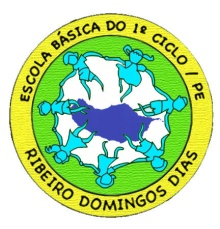 ESCOLA BÁSICA DO 1º CICLO / PE
RIBEIRO DOMINGOS DIAS